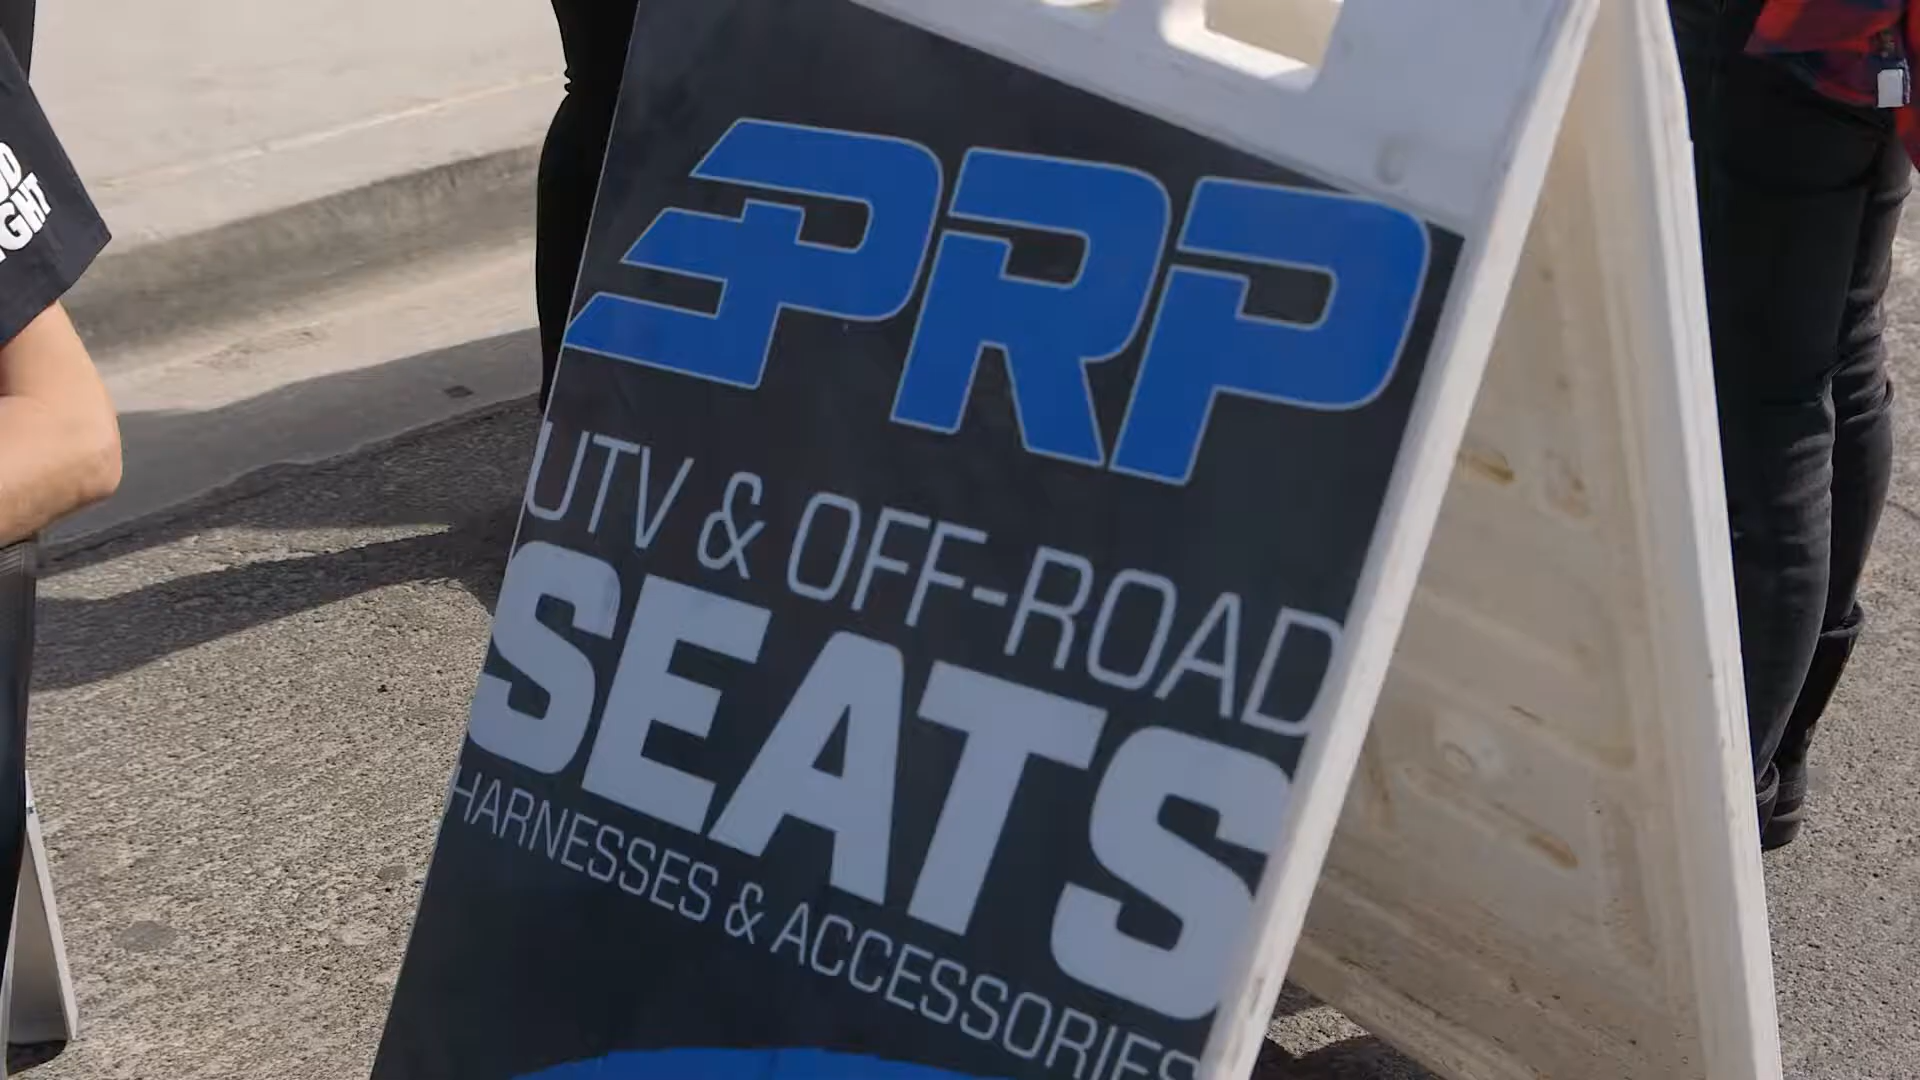 PRP
UTV & OFF-ROAD
SEATS
HARNESSES & ACCESSORIES